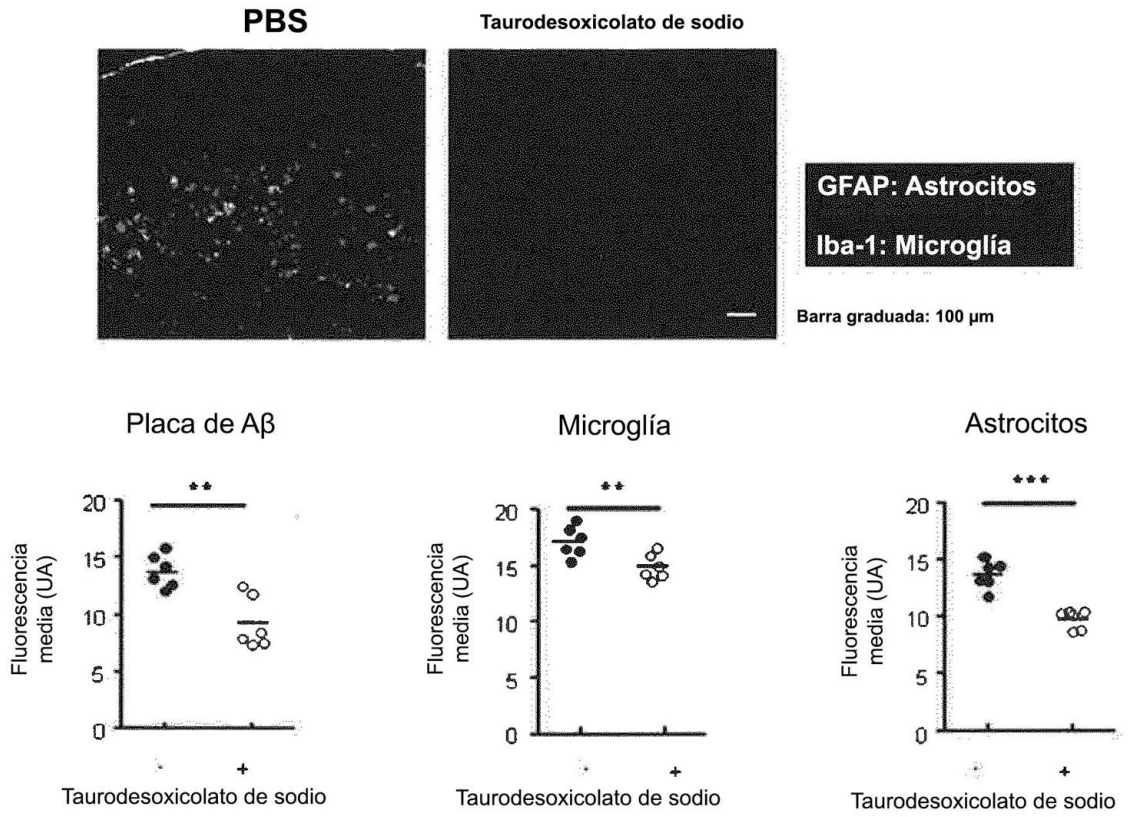 PBS
Taurodesoxicolato de sodio
GFAP: Astrocitos
Iba-1: Microglía
Barra graduada: 100 µm
Placa de Aβ
Microglía
Astrocitos
**
**
***
Fluorescencia
media (UA)
20
15
10
5
0
Fluorescencia
media (UA)
20
15
10
5
0
Fluorescencia
media (UA)
20
15
10
5
0
- +
- +
- +
Taurodesoxicolato de sodio
Taurodesoxicolato de sodio
Taurodesoxicolato de sodio